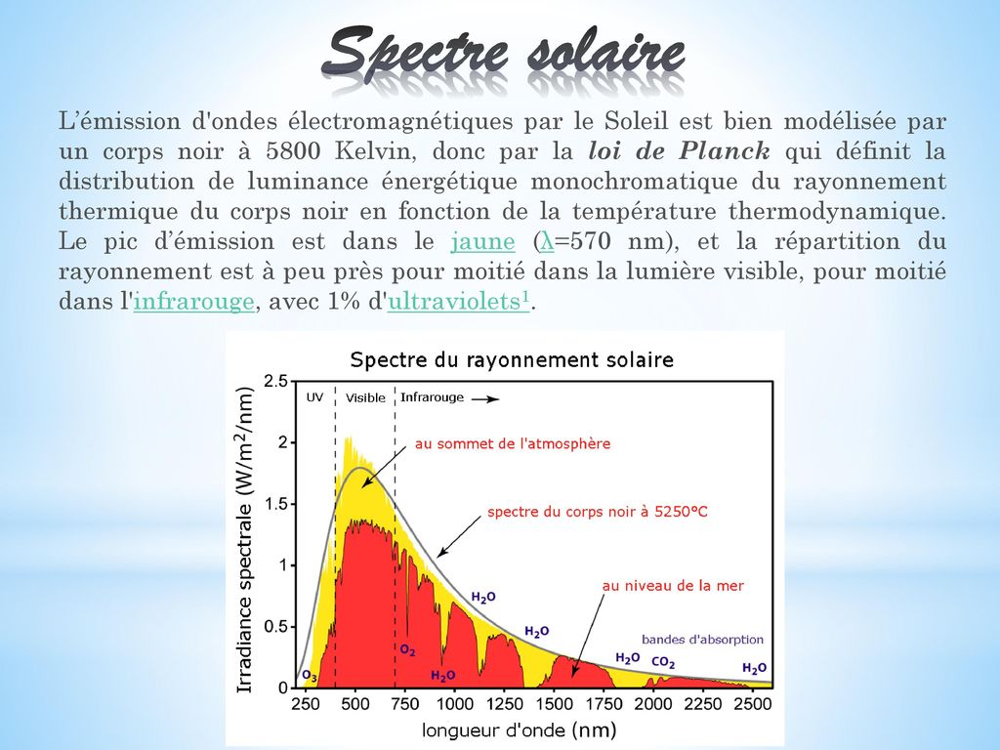 Spectre solaire
L’émission d'ondes électromagnétiques par le Soleil est bien modélisée par
un corps noir à 5800 Kelvin, donc par la loi de Planck qui définit la
distribution de luminance énergétique monochromatique du rayonnement
thermique du corps noir en fonction de la température thermodynamique.
Le pic d’émission est dans le jaune (λ=570 nm), et la répartition du
rayonnement est à peu près pour moitié dans la lumière visible, pour moitié
dans l'infrarouge, avec 1% d'ultraviolets¹.
Spectre du rayonnement solaire
UV Visible Infrarouge
au sommet de l'atmosphère
spectre du corps noir à 5250°C
au niveau de la mer
H₂O
H₂O
bandes d'absorption
O₂
H₂O CO₂
H₂O
O₃
H₂O
Irradiance spectrale (W/m²/nm)
2.5
2
1.5
1
0.5
0
250 500 750 1000 1250 1500 1750 2000 2250 2500
longueur d'onde (nm)